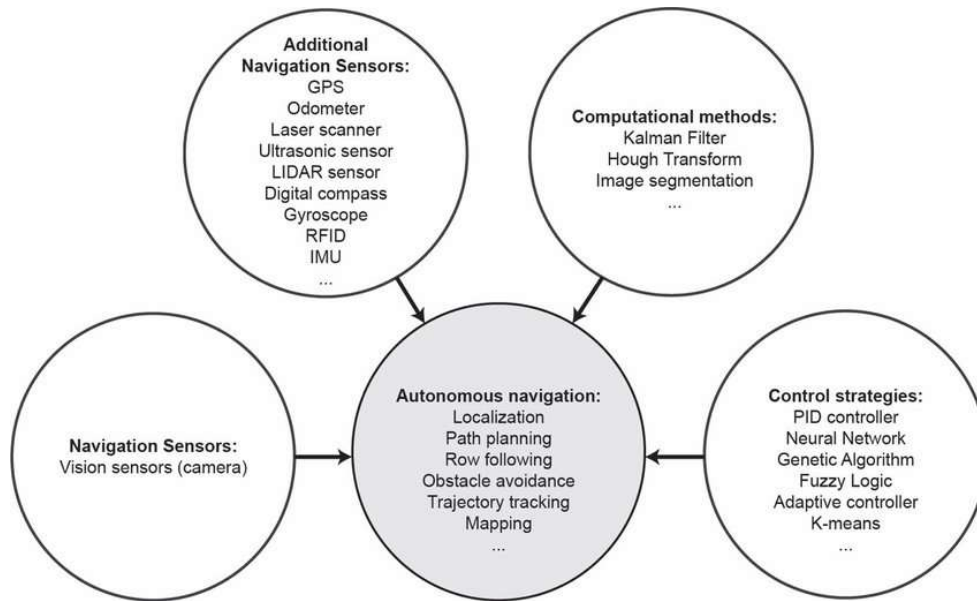 Additional
Navigation Sensors:
GPS
Odometer
Laser scanner
Ultrasonic sensor
LIDAR sensor
Digital compass
Gyroscope
RFID
IMU
...
Computational methods:
Kalman Filter
Hough Transform
Image segmentation
...
Navigation Sensors:
Vision sensors (camera)
Autonomous navigation:
Localization
Path planning
Row following
Obstacle avoidance
Trajectory tracking
Mapping
...
Control strategies:
PID controller
Neural Network
Genetic Algorithm
Fuzzy Logic
Adaptive controller
K-means
...